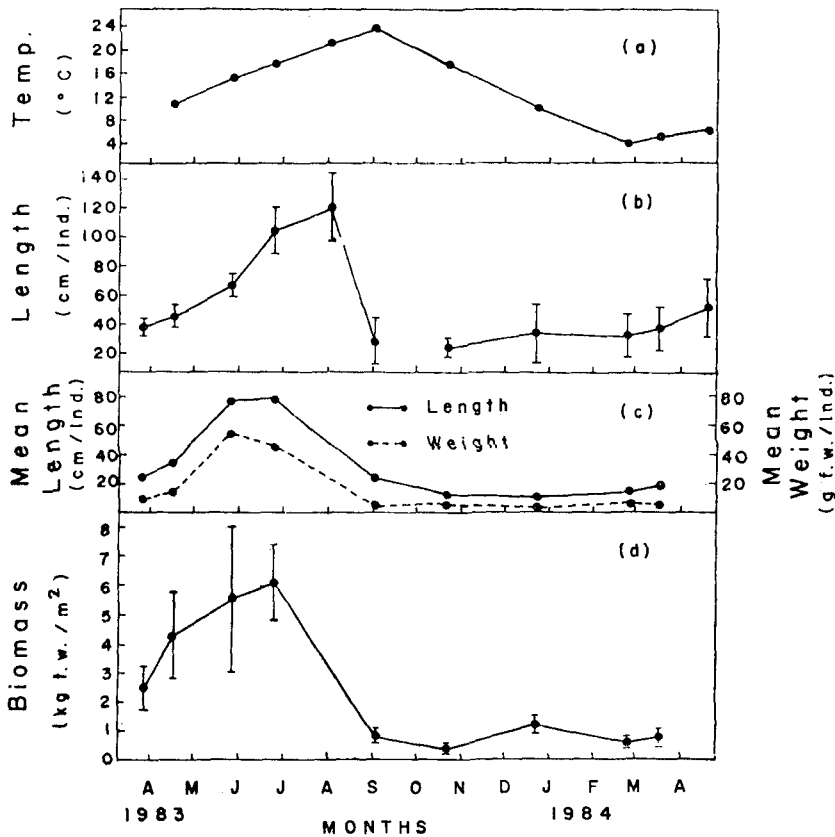 Temp.
(°C)
24
20
16
12
8
4
(a)
Length
(cm/Ind.)
140
120
100
80
60
40
20
(b)
Mean
Length
(cm/Ind.)
80
60
40
20
Length
Weight
(c)
80
60
40
20
Mean
Weight
(g f.w./Ind.)
Biomass
(kg f.w./m²)
8
7
6
5
4
3
2
1
0
(d)
A M J J A S O N D J F M A
1983 1984
MONTHS